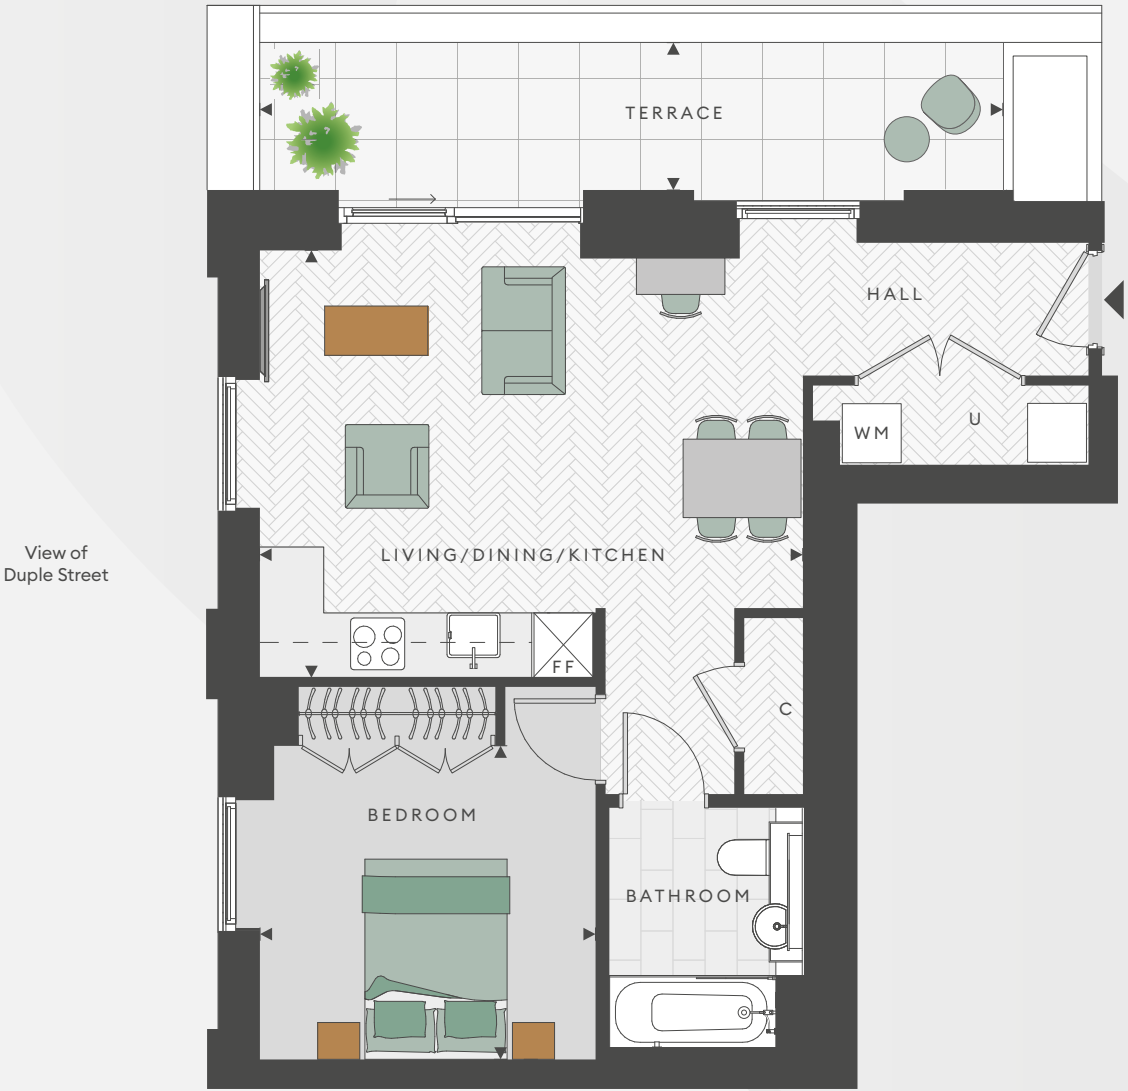 TERRACE
HALL
WM
U
View of
Duple Street
LIVING/DINING/KITCHEN
FF
C
BEDROOM
BATHROOM